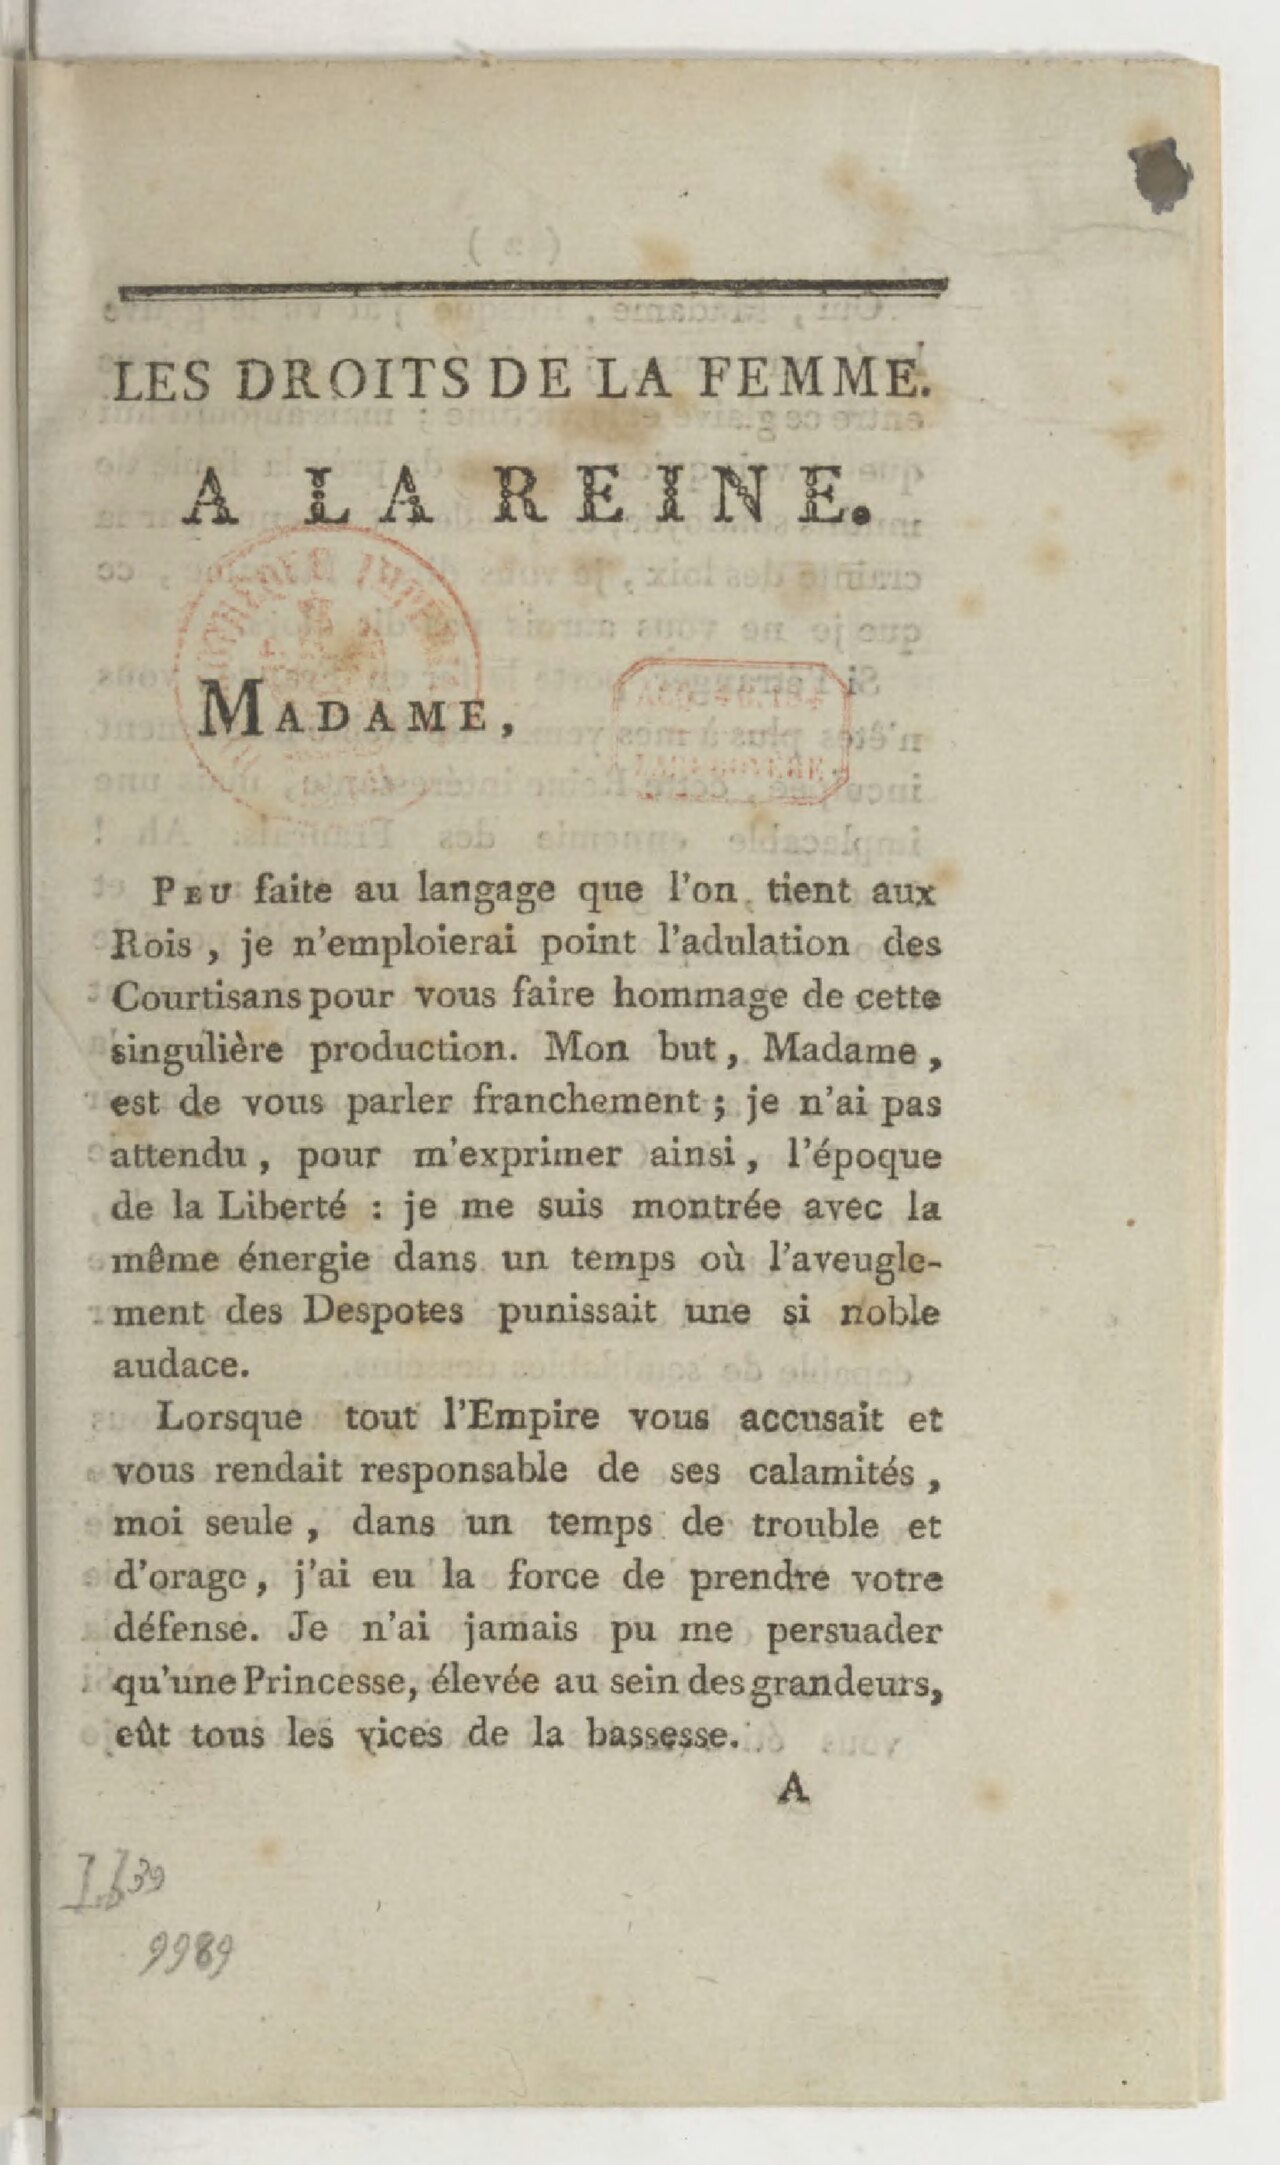 LES DROITS DE LA FEMME.
A LA REINE.
MADAME,
PEU faite au langage que l'on tient aux
Rois, je n'emploierai point l'adulation des
Courtisans pour vous faire hommage de cette
singulière production. Mon but, Madame,
est de vous parler franchement ; je n'ai pas
attendu, pour m'exprimer ainsi, l'époque
de la Liberté : je me suis montrée avec la
même énergie dans un temps où l'aveugle-
ment des Despotes punissait une si noble
audace.
Lorsque tout l'Empire vous accusait et
vous rendait responsable de ses calamités,
moi seule, dans un temps de trouble et
d'orage, j'ai eu la force de prendre votre
défense. Je n'ai jamais pu me persuader
qu'une Princesse, élevée au sein des grandeurs,
eût tous les vices de la bassesse.
A
Lb39
9989